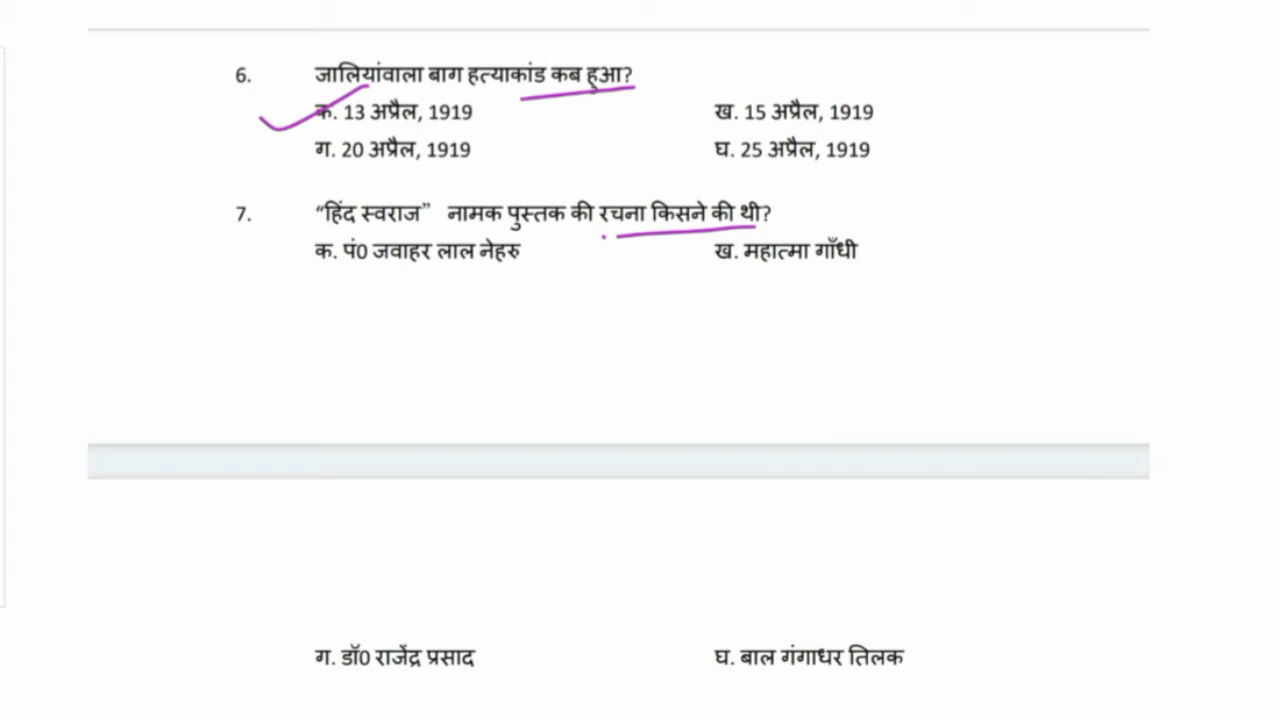 6. जालियांवाला बाग हत्याकांड कब हुआ?
क. 13 अप्रैल, 1919 ख. 15 अप्रैल, 1919
ग. 20 अप्रैल, 1919 घ. 25 अप्रैल, 1919
7. “हिंद स्वराज” नामक पुस्तक की रचना किसने की थी?
क. पं0 जवाहर लाल नेहरु ख. महात्मा गाँधी
ग. डॉ0 राजेंद्र प्रसाद घ. बाल गंगाधर तिलक